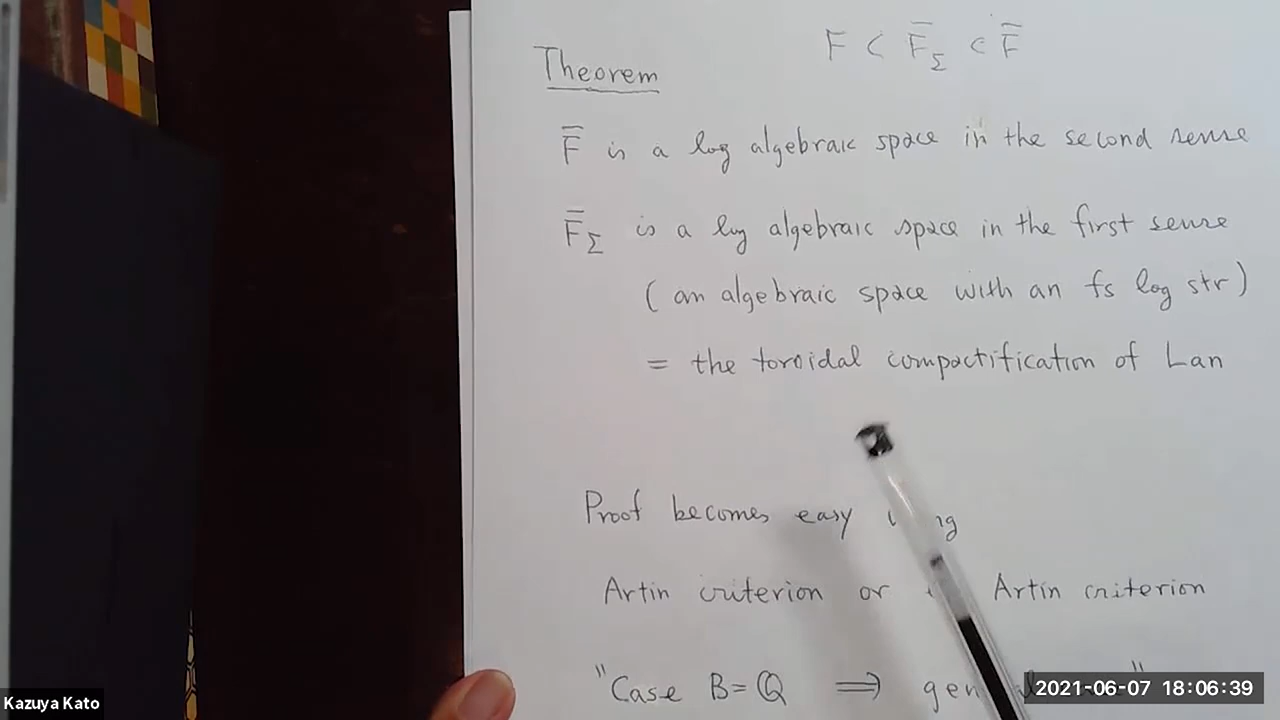 F ⊂ F̄_Σ ⊂ F̄
Theorem
F̄ is a log algebraic space in the second sense
F̄_Σ is a log algebraic space in the first sense
( an algebraic space with an fs log str )
= the toroidal compactification of Lan
Proof becomes easy
Artin criterion or Artin criterion
"Case B = ℚ ⟹
2021-06-07 18:06:39
Kazuya Kato